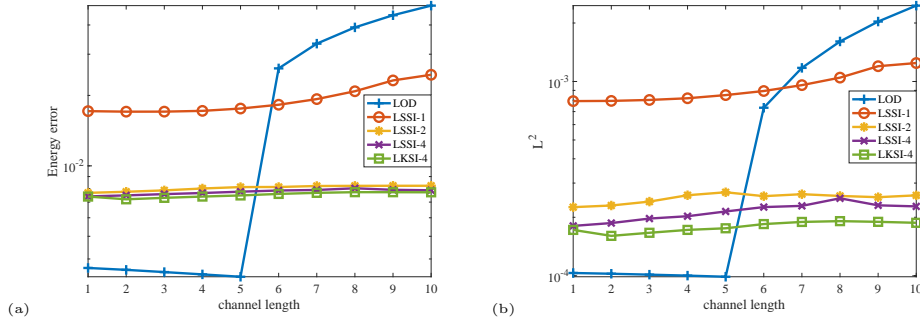 Energy error
10^-2
LOD
LSSI-1
LSSI-2
LSSI-4
LKSI-4
1 2 3 4 5 6 7 8 9 10
channel length
(a)
L^2
10^-3
10^-4
LOD
LSSI-1
LSSI-2
LSSI-4
LKSI-4
1 2 3 4 5 6 7 8 9 10
channel length
(b)